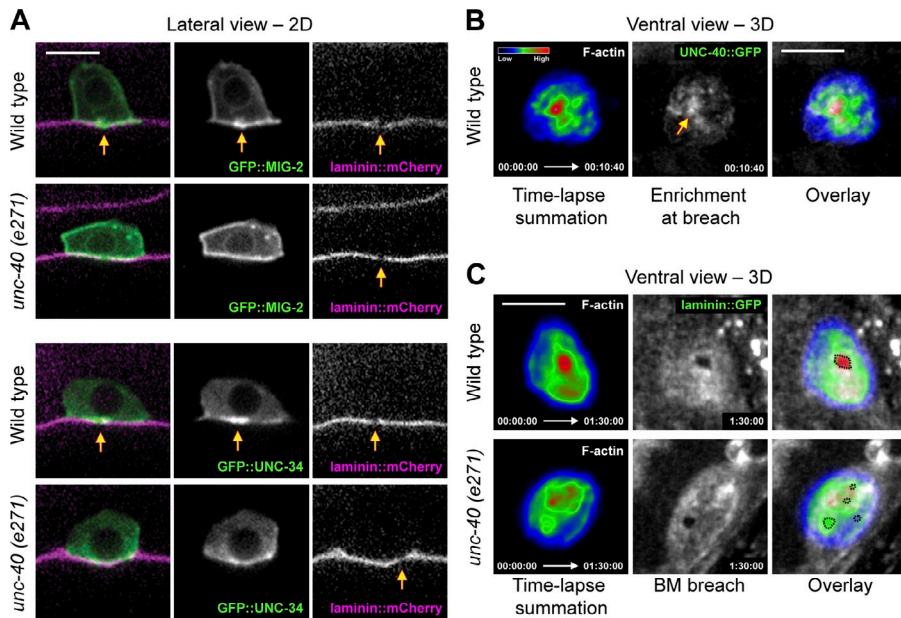 A
Lateral view – 2D
Wild type
GFP::MIG-2
laminin::mCherry
unc-40 (e271)
GFP::MIG-2
laminin::mCherry
Wild type
GFP::UNC-34
laminin::mCherry
unc-40 (e271)
GFP::UNC-34
laminin::mCherry
B
Ventral view – 3D
Wild type
Low High
F-actin
00:00:00 00:10:40
UNC-40::GFP
00:10:40
Time-lapse
summation
Enrichment
at breach
Overlay
C
Ventral view – 3D
Wild type
F-actin
00:00:00 01:30:00
laminin::GFP
1:30:00
unc-40 (e271)
F-actin
00:00:00 01:30:00
1:30:00
Time-lapse
summation
BM breach
Overlay